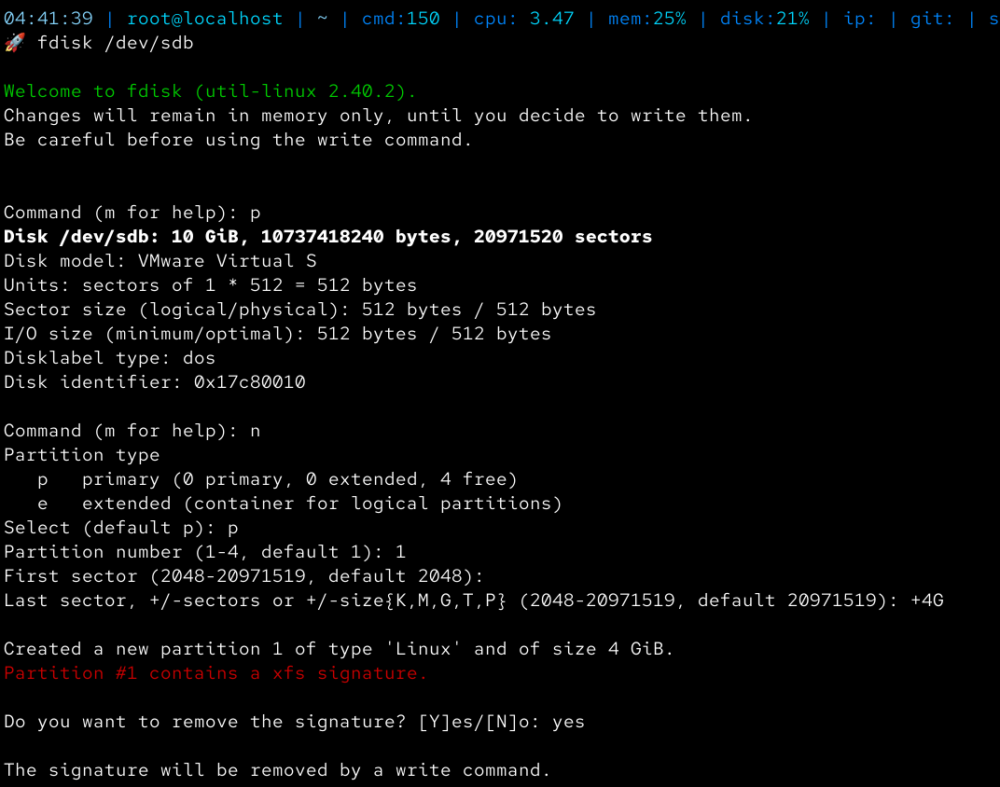 04:41:39 | root@localhost | ~ | cmd:150 | cpu: 3.47 | mem:25% | disk:21% | ip: | git: | s
🚀 fdisk /dev/sdb
Welcome to fdisk (util-linux 2.40.2).
Changes will remain in memory only, until you decide to write them.
Be careful before using the write command.
Command (m for help): p
Disk /dev/sdb: 10 GiB, 10737418240 bytes, 20971520 sectors
Disk model: VMware Virtual S
Units: sectors of 1 * 512 = 512 bytes
Sector size (logical/physical): 512 bytes / 512 bytes
I/O size (minimum/optimal): 512 bytes / 512 bytes
Disklabel type: dos
Disk identifier: 0x17c80010
Command (m for help): n
Partition type
   p   primary (0 primary, 0 extended, 4 free)
   e   extended (container for logical partitions)
Select (default p): p
Partition number (1-4, default 1): 1
First sector (2048-20971519, default 2048):
Last sector, +/-sectors or +/-size{K,M,G,T,P} (2048-20971519, default 20971519): +4G
Created a new partition 1 of type 'Linux' and of size 4 GiB.
Partition #1 contains a xfs signature.
Do you want to remove the signature? [Y]es/[N]o: yes
The signature will be removed by a write command.